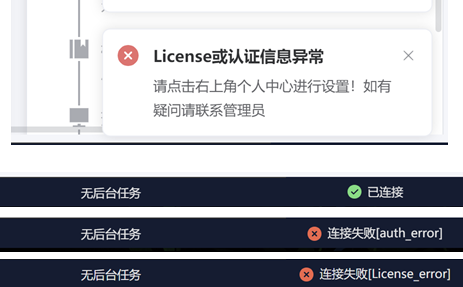 License或认证信息异常
请点击右上角个人中心进行设置！如有
疑问请联系管理员
无后台任务 已连接
无后台任务 连接失败[auth_error]
无后台任务 连接失败[License_error]